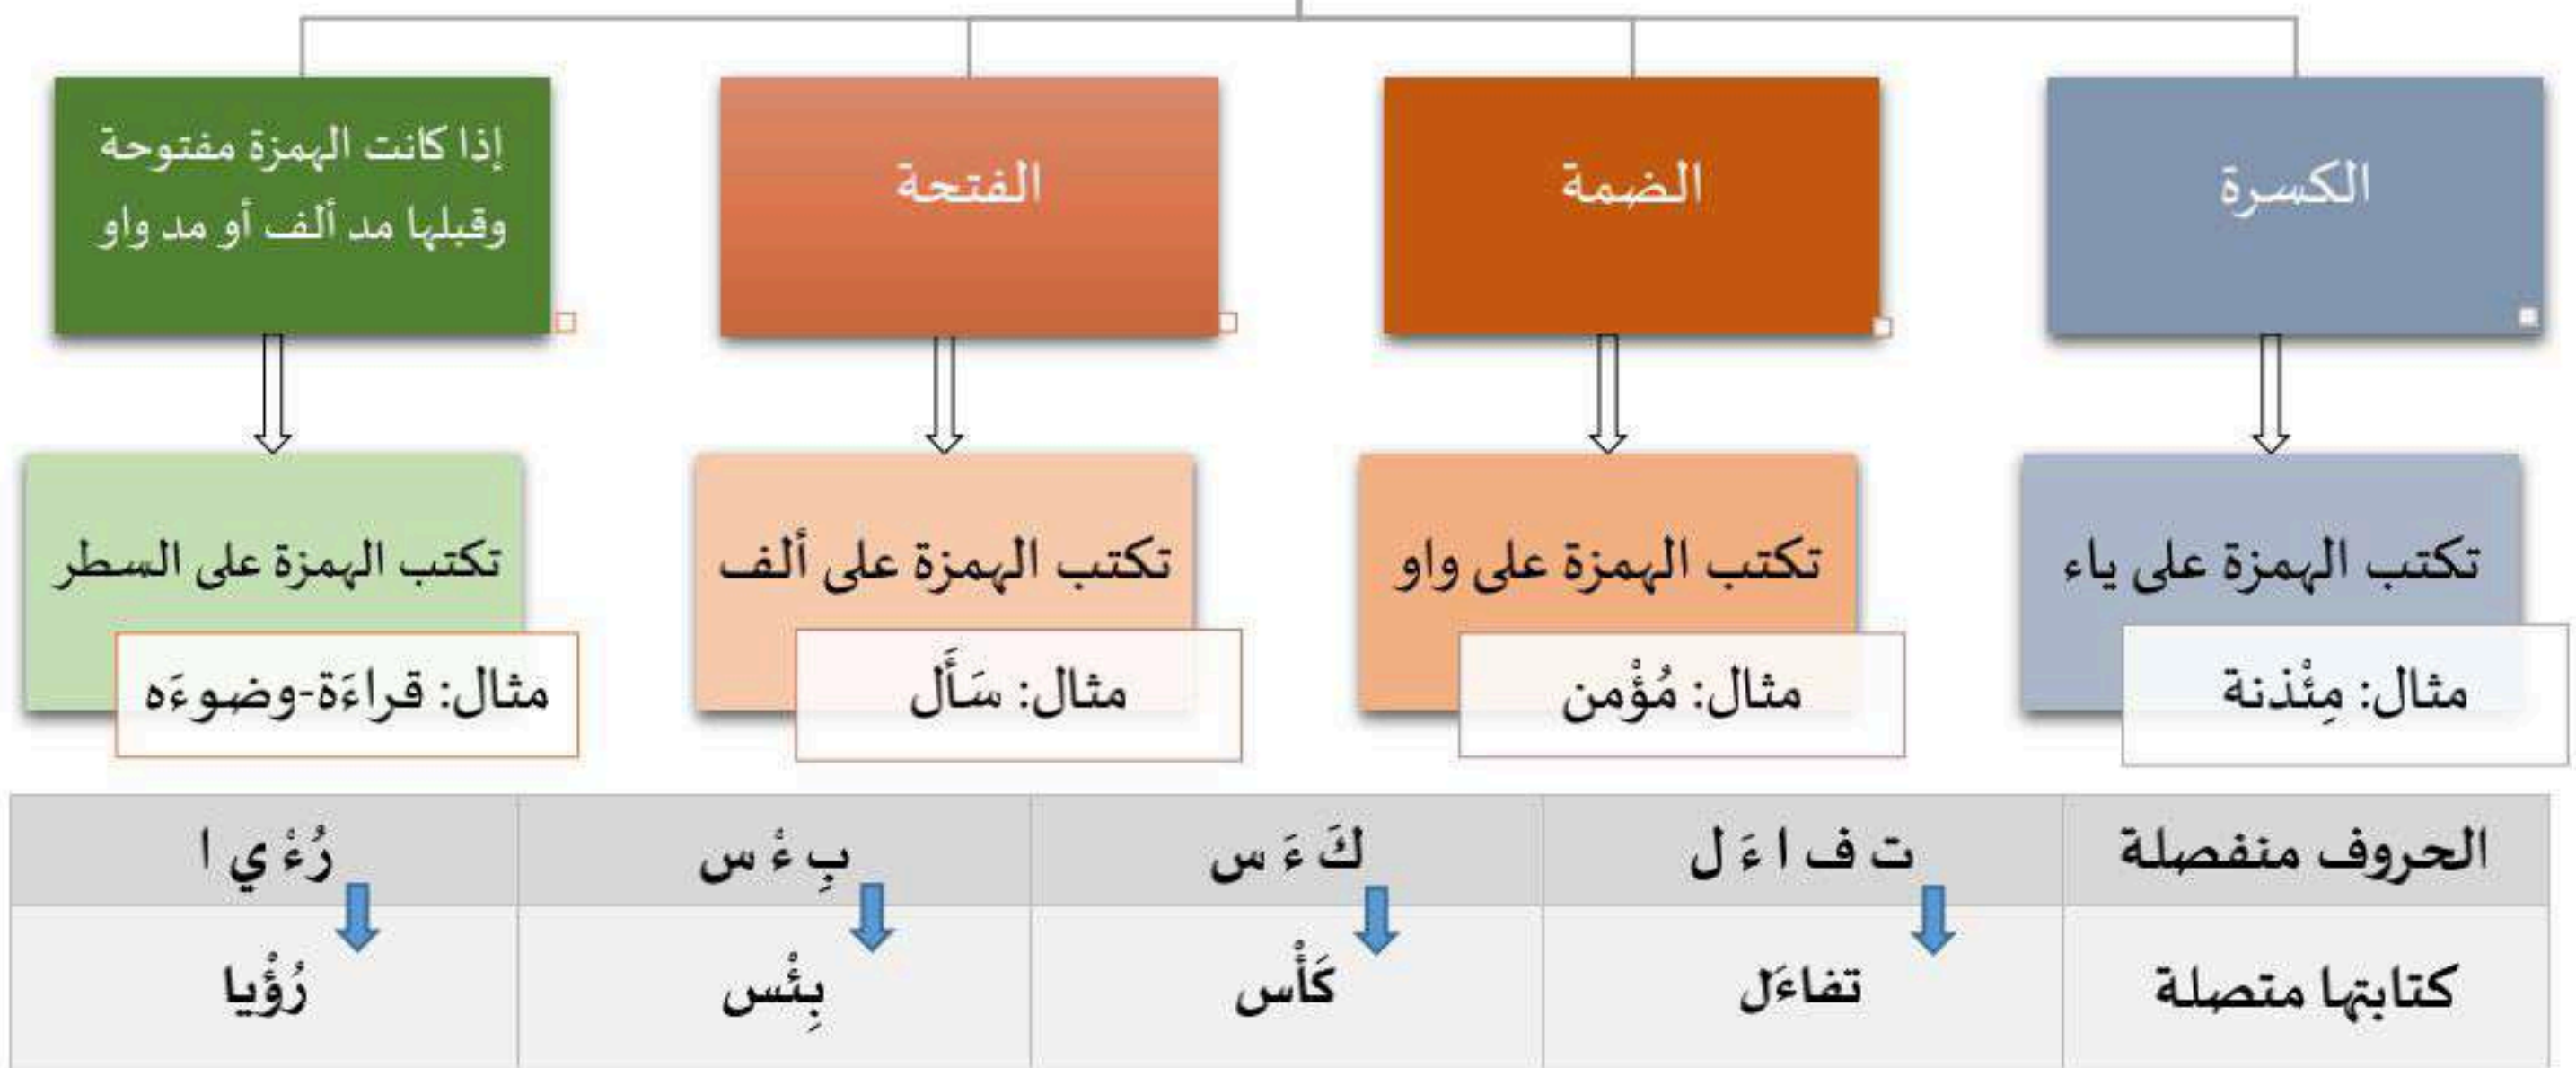 الكسرة
الضمة
الفتحة
إذا كانت الهمزة مفتوحة
وقبلها مد ألف أو مد واو
تكتب الهمزة على ياء
مثال: مِئْذنة
تكتب الهمزة على واو
مثال: مُؤْمن
تكتب الهمزة على ألف
مثال: سَأَل
تكتب الهمزة على السطر
مثال: قراءَة-وضوءَه
الحروف منفصلة
ت ف ا ءَ ل
كَ ءَ س
بِ ءْ س
رُ ءْ ي ا
كتابتها متصلة
تفاءَل
كَأْس
بِئْس
رُؤْيا